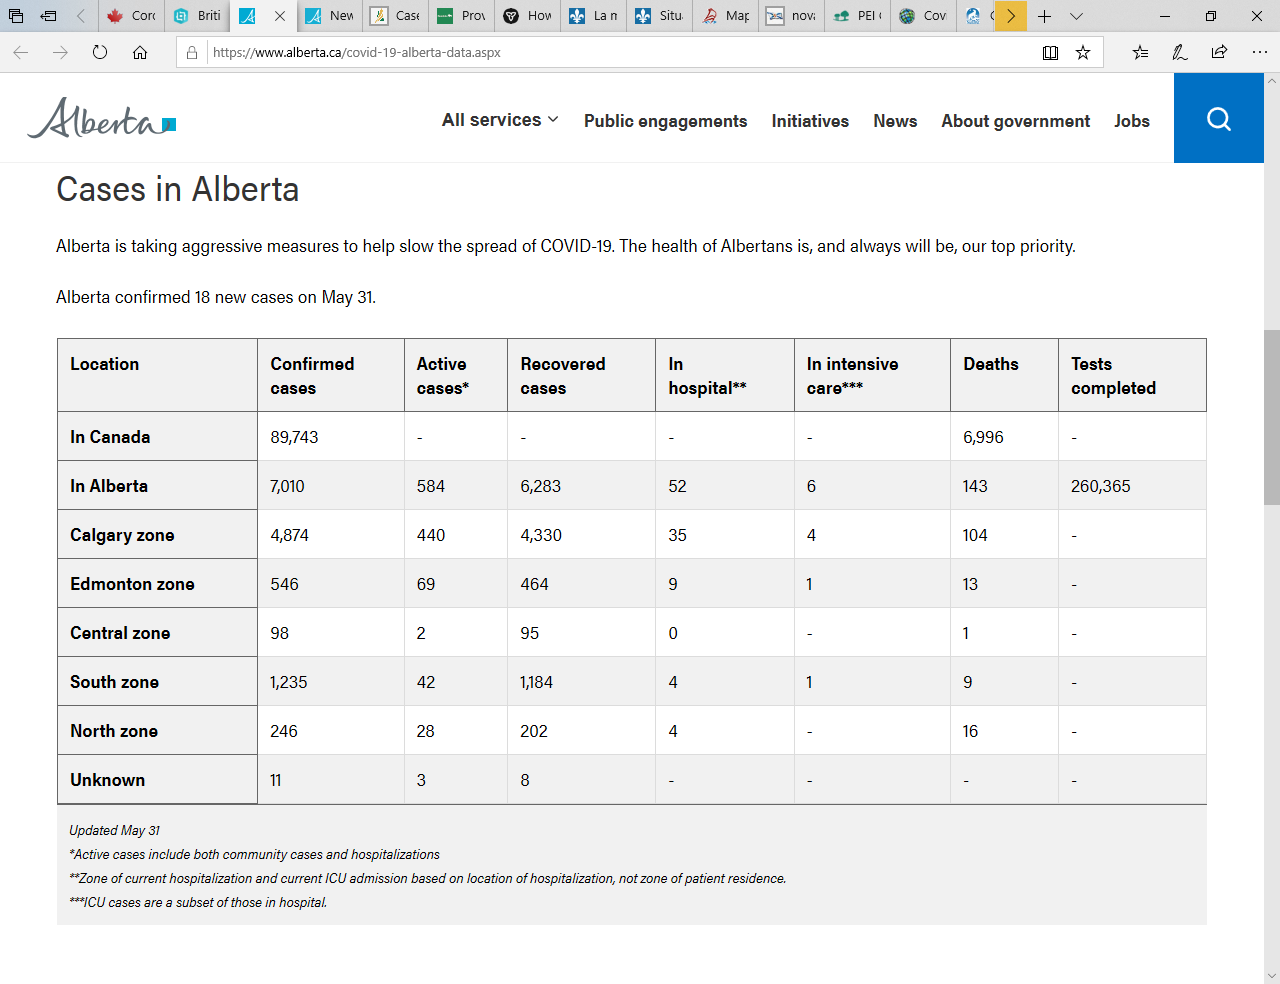 Corc
Briti
New
Case
Prov
How
La n
Situ
Map
nova
PEI (
Covi
https://www.alberta.ca/covid-19-alberta-data.aspx
Alberta
All services
Public engagements
Initiatives
News
About government
Jobs
Cases in Alberta
Alberta is taking aggressive measures to help slow the spread of COVID-19. The health of Albertans is, and always will be, our top priority.
Alberta confirmed 18 new cases on May 31.
Location Confirmed cases Active cases* Recovered cases In hospital** In intensive care*** Deaths Tests completed
In Canada 89,743 - - - - 6,996 -
In Alberta 7,010 584 6,283 52 6 143 260,365
Calgary zone 4,874 440 4,330 35 4 104 -
Edmonton zone 546 69 464 9 1 13 -
Central zone 98 2 95 0 - 1 -
South zone 1,235 42 1,184 4 1 9 -
North zone 246 28 202 4 - 16 -
Unknown 11 3 8 - - - -
Updated May 31
*Active cases include both community cases and hospitalizations
**Zone of current hospitalization and current ICU admission based on location of hospitalization, not zone of patient residence.
***ICU cases are a subset of those in hospital.